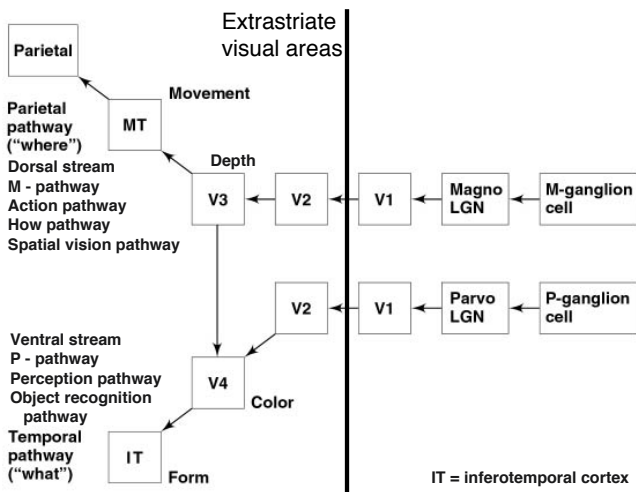 Extrastriate
visual areas
Parietal
Movement
Parietal
pathway
("where")
MT
Dorsal stream
M - pathway
Action pathway
How pathway
Spatial vision pathway
Depth
V3
V2
V1
Magno
LGN
M-ganglion
cell
V2
V1
Parvo
LGN
P-ganglion
cell
Ventral stream
P - pathway
Perception pathway
Object recognition
pathway
Temporal
pathway
("what")
V4
Color
IT
Form
IT = inferotemporal cortex